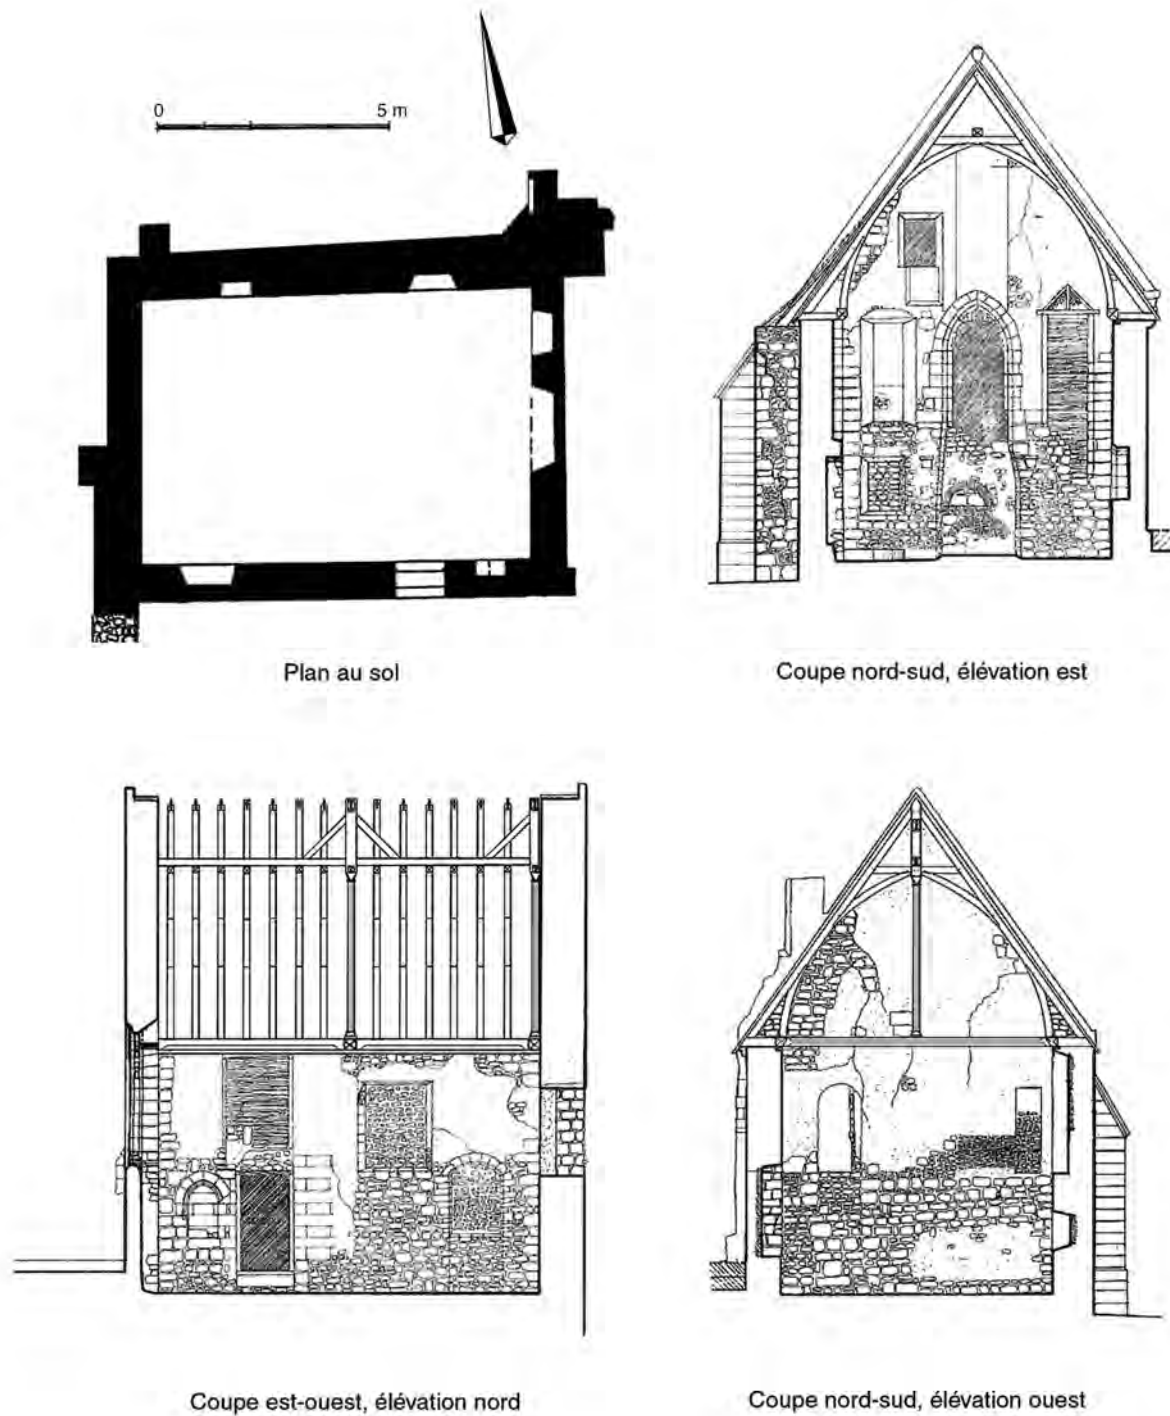 0 5 m
Plan au sol
Coupe nord-sud, élévation est
Coupe est-ouest, élévation nord
Coupe nord-sud, élévation ouest